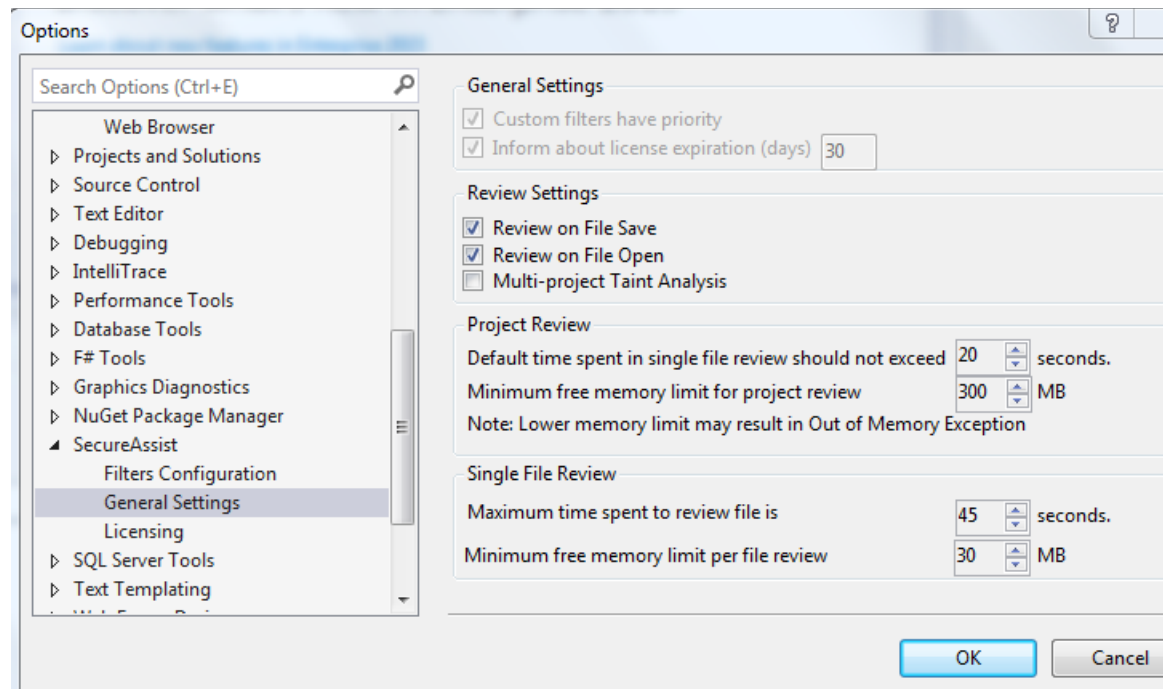 Options
Search Options (Ctrl+E)
Web Browser
Projects and Solutions
Source Control
Text Editor
Debugging
IntelliTrace
Performance Tools
Database Tools
F# Tools
Graphics Diagnostics
NuGet Package Manager
SecureAssist
Filters Configuration
General Settings
Licensing
SQL Server Tools
Text Templating
General Settings
Custom filters have priority
Inform about license expiration (days) 30
Review Settings
Review on File Save
Review on File Open
Multi-project Taint Analysis
Project Review
Default time spent in single file review should not exceed 20 seconds.
Minimum free memory limit for project review 300 MB
Note: Lower memory limit may result in Out of Memory Exception
Single File Review
Maximum time spent to review file is 45 seconds.
Minimum free memory limit per file review 30 MB
OK Cancel